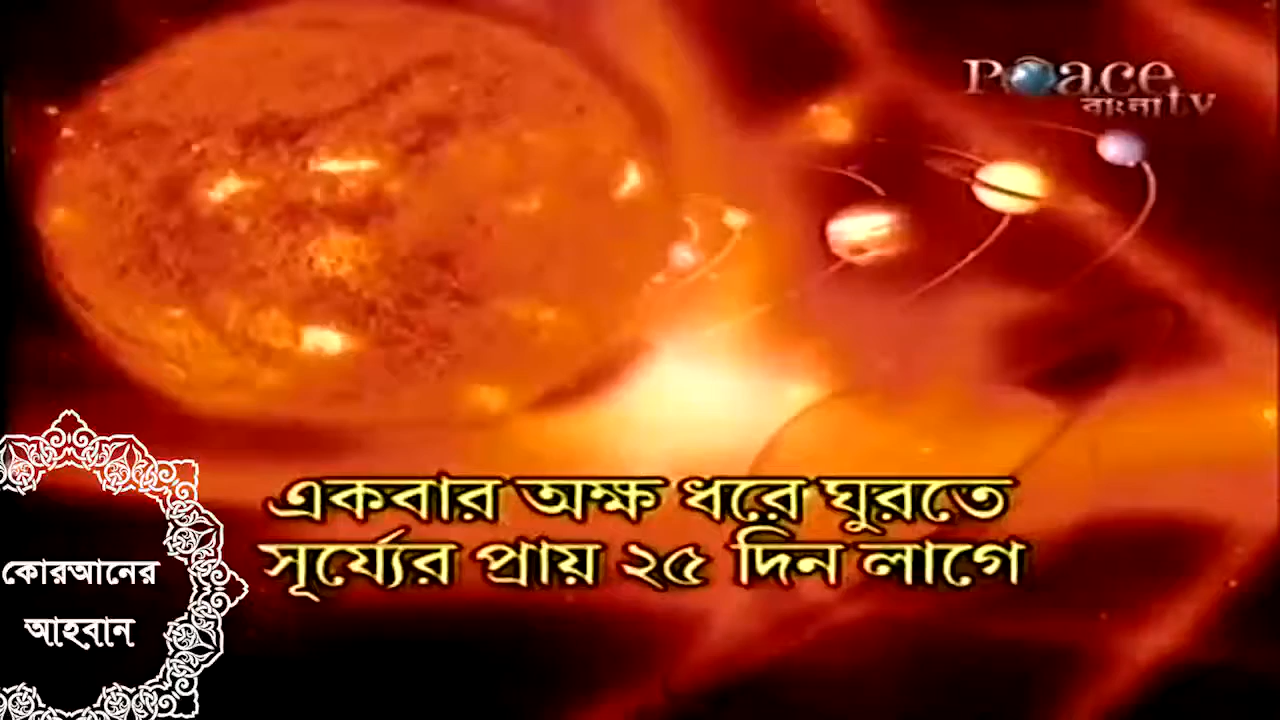 Peace
বাংলা tv
একবার অক্ষ ধরে ঘুরতে
সূর্য্যের প্রায় ২৫ দিন লাগে
কোরআনের
আহবান